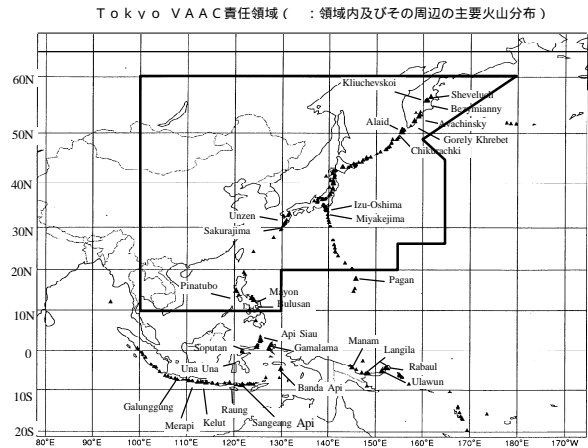 Ｔｏｋｙｏ ＶＡＡＣ責任領域（　：領域内及びその周辺の主要火山分布）
60N
Kliuchevskoi
Sheveluch
Bezymianny
Avachinsky
Alaid
50N
Gorely Khrebet
Chikurachki
40N
Izu-Oshima
Unzen
Miyakejima
30N
Sakurajima
20N
Pagan
Pinatubo
Mayon
Bulusan
10N
Api Siau
Manam
Soputan
Gamalama
Langila
0
Una Una
Rabaul
Banda Api
Ulawun
10S
Galunggung
Raung
Merapi
Kelut
Sangeang Api
20S
80°E 90°E 100°E 110°E 120°E 130°E 140°E 150°E 160°E 170°E 180° 170°W